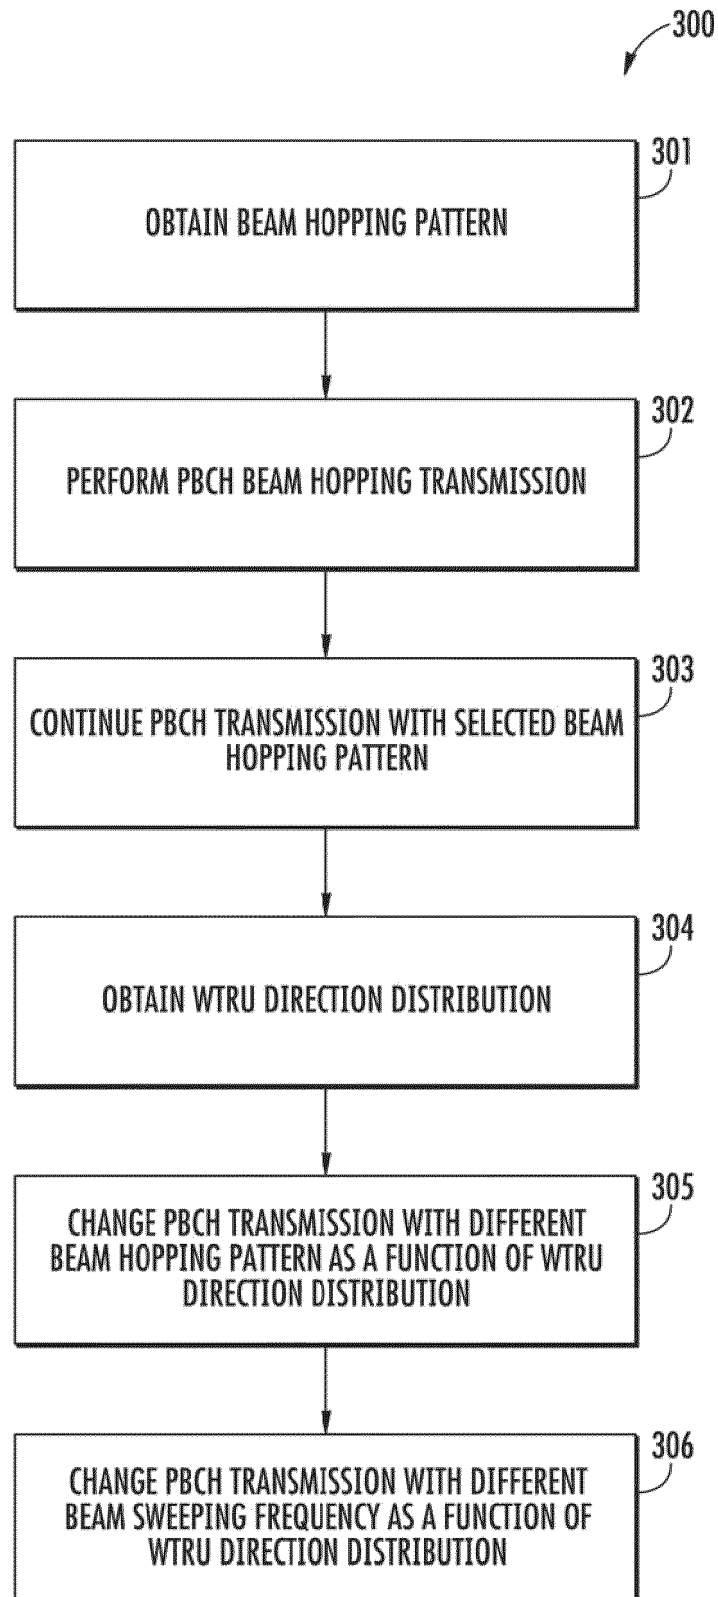 300
301
OBTAIN BEAM HOPPING PATTERN
302
PERFORM PBCH BEAM HOPPING TRANSMISSION
303
CONTINUE PBCH TRANSMISSION WITH SELECTED BEAM
HOPPING PATTERN
304
OBTAIN WTRU DIRECTION DISTRIBUTION
305
CHANGE PBCH TRANSMISSION WITH DIFFERENT
BEAM HOPPING PATTERN AS A FUNCTION OF WTRU
DIRECTION DISTRIBUTION
306
CHANGE PBCH TRANSMISSION WITH DIFFERENT
BEAM SWEEPING FREQUENCY AS A FUNCTION OF
WTRU DIRECTION DISTRIBUTION